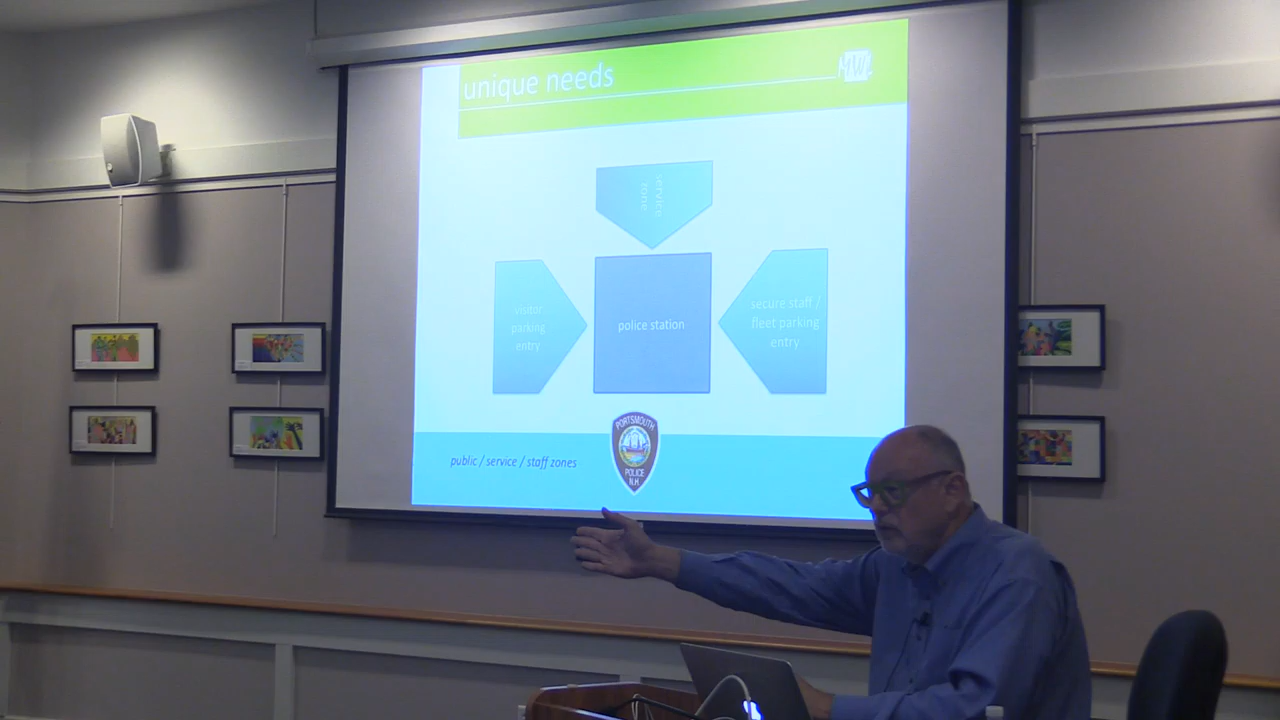 unique needs
MW
service
zone
visitor
parking
entry
police station
secure staff /
fleet parking
entry
PORTSMOUTH
POLICE
N.H
public / service / staff zones